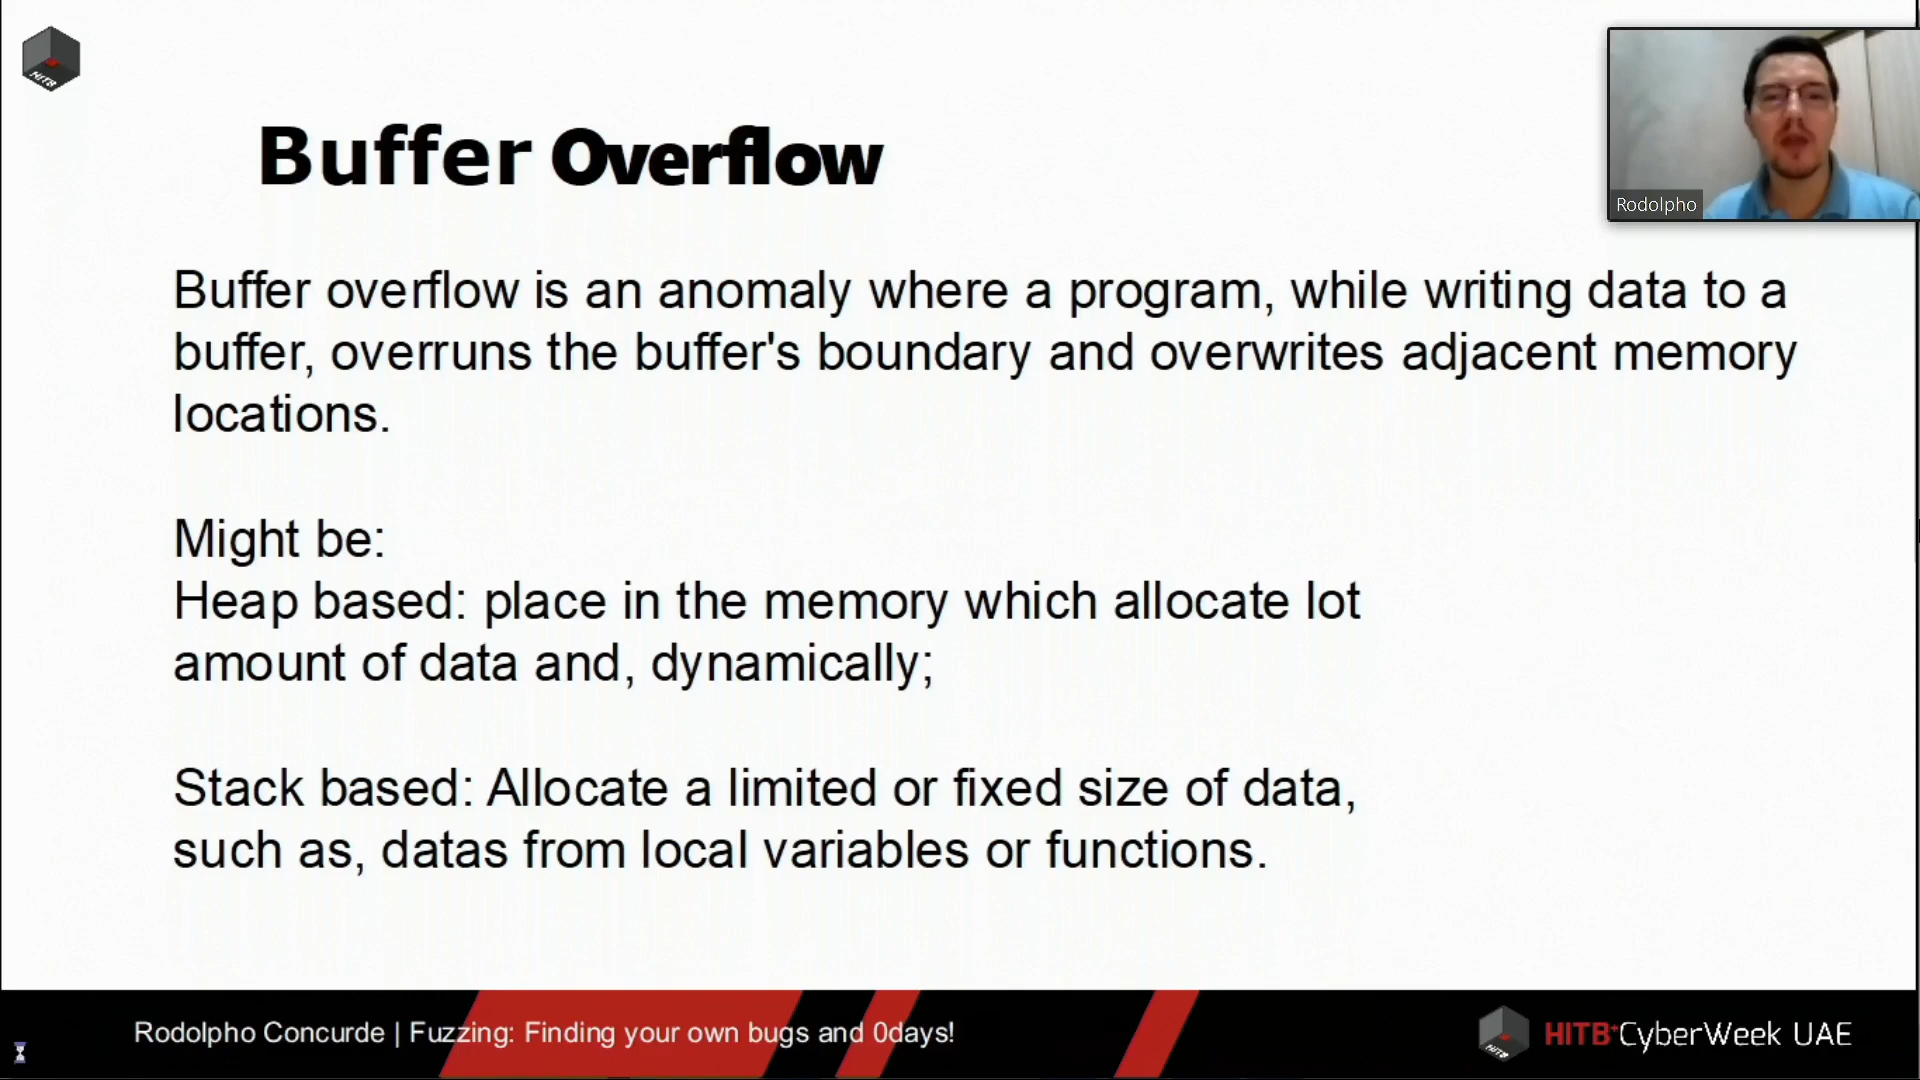 HITB
Buffer Overflow
Rodolpho
Buffer overflow is an anomaly where a program, while writing data to a
buffer, overruns the buffer's boundary and overwrites adjacent memory
locations.
Might be:
Heap based: place in the memory which allocate lot
amount of data and, dynamically;
Stack based: Allocate a limited or fixed size of data,
such as, datas from local variables or functions.
Rodolpho Concurde | Fuzzing: Finding your own bugs and 0days!
HITB
HITB+CyberWeek UAE